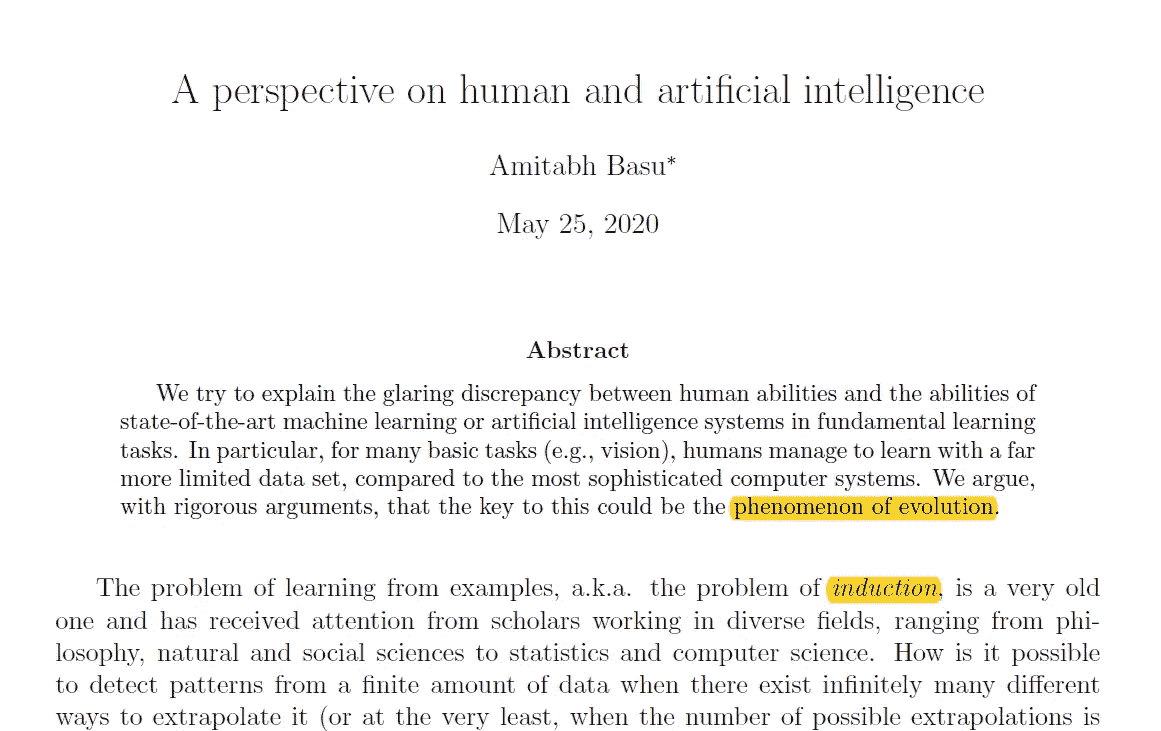 A perspective on human and artificial intelligence
Amitabh Basu*
May 25, 2020
Abstract
We try to explain the glaring discrepancy between human abilities and the abilities of
state-of-the-art machine learning or artificial intelligence systems in fundamental learning
tasks. In particular, for many basic tasks (e.g., vision), humans manage to learn with a far
more limited data set, compared to the most sophisticated computer systems. We argue,
with rigorous arguments, that the key to this could be the phenomenon of evolution.
The problem of learning from examples, a.k.a. the problem of induction, is a very old
one and has received attention from scholars working in diverse fields, ranging from phi-
losophy, natural and social sciences to statistics and computer science. How is it possible
to detect patterns from a finite amount of data when there exist infinitely many different
ways to extrapolate it (or at the very least, when the number of possible extrapolations is